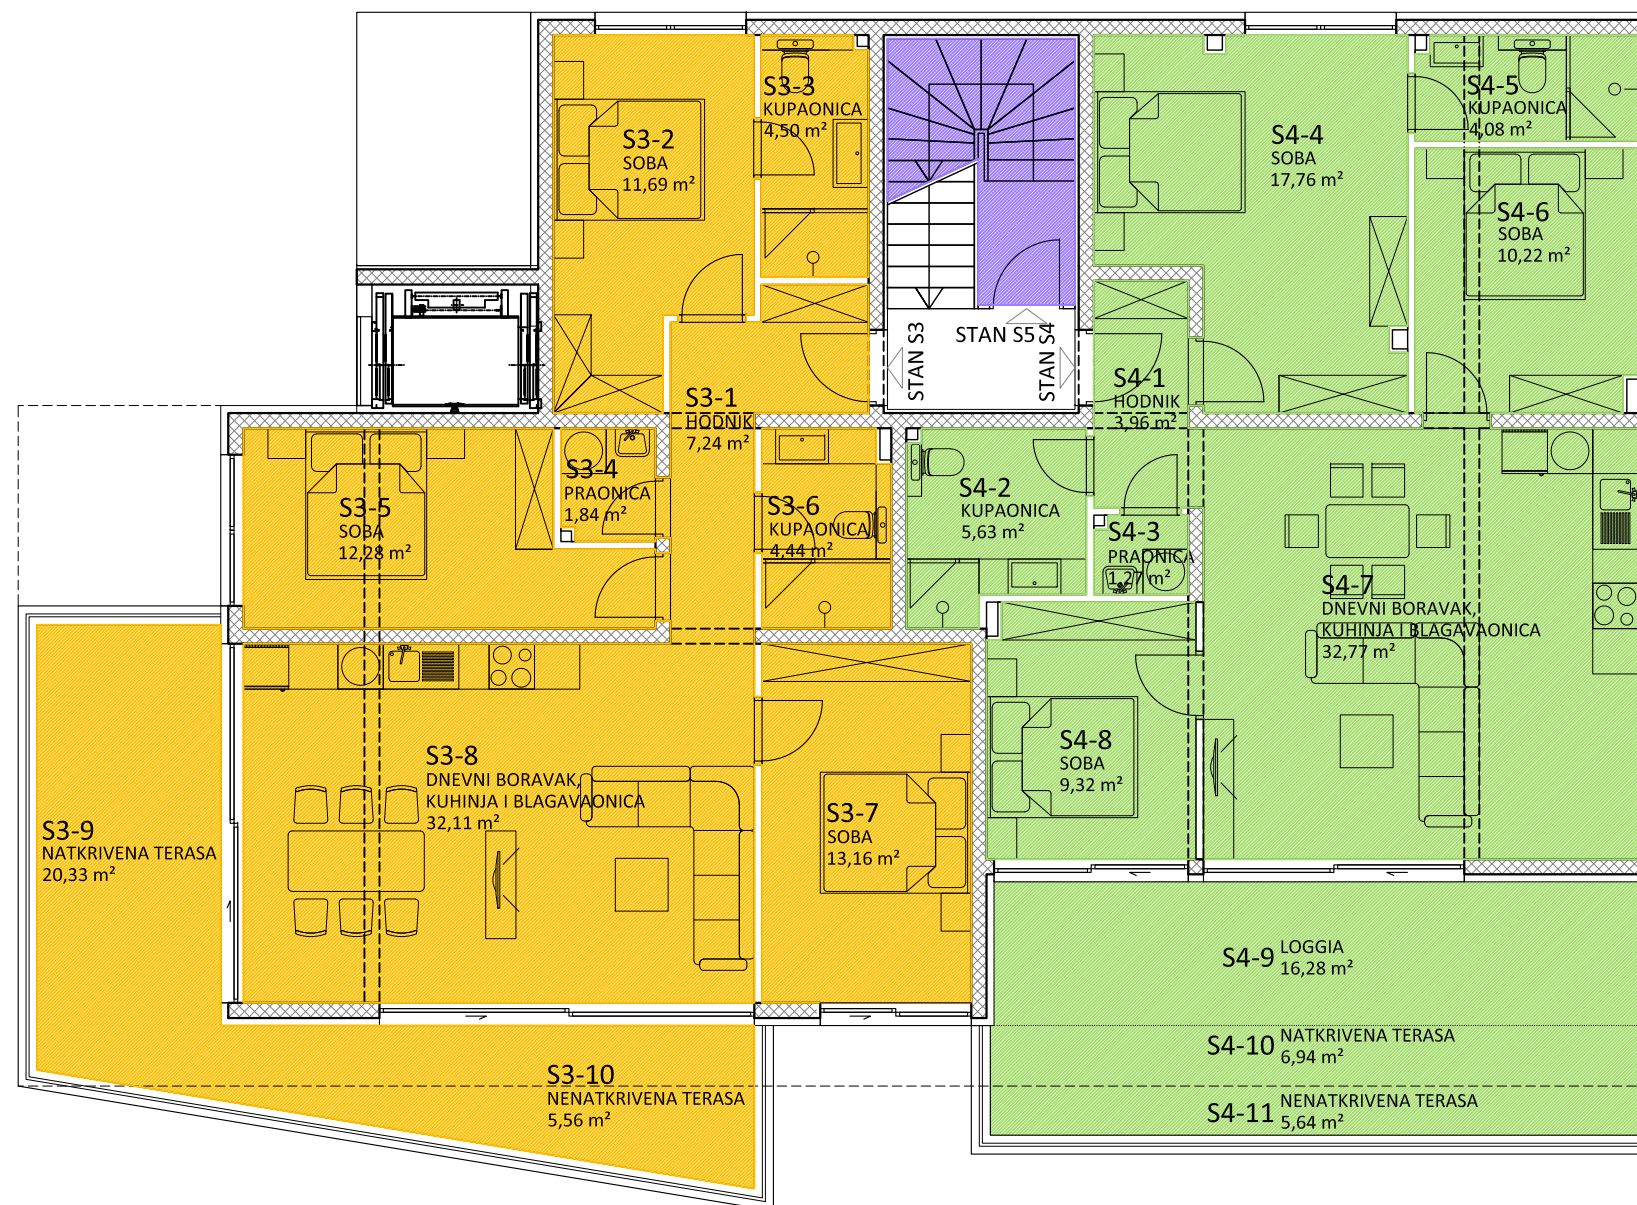 S3-3
KUPAONICA
4,50 m²
S3-2
SOBA
11,69 m²
S4-4
SOBA
17,76 m²
S4-5
KUPAONICA
4,08 m²
S4-6
SOBA
10,22 m²
STAN S3
STAN S5
STAN S4
S3-1
HODNIK
7,24 m²
S4-1
HODNIK
3,96 m²
S3-5
SOBA
12,28 m²
S3-4
PRAONICA
1,84 m²
S3-6
KUPAONICA
4,44 m²
S4-2
KUPAONICA
5,63 m²
S4-3
PRAONICA
1,27 m²
S4-7
DNEVNI BORAVAK,
KUHINJA I BLAGAVAONICA
32,77 m²
S3-8
DNEVNI BORAVAK,
KUHINJA I BLAGAVAONICA
32,11 m²
S3-7
SOBA
13,16 m²
S4-8
SOBA
9,32 m²
S3-9
NATKRIVENA TERASA
20,33 m²
S4-9 LOGGIA
16,28 m²
S4-10 NATKRIVENA TERASA
6,94 m²
S3-10
NENATKRIVENA TERASA
5,56 m²
S4-11 NENATKRIVENA TERASA
5,64 m²